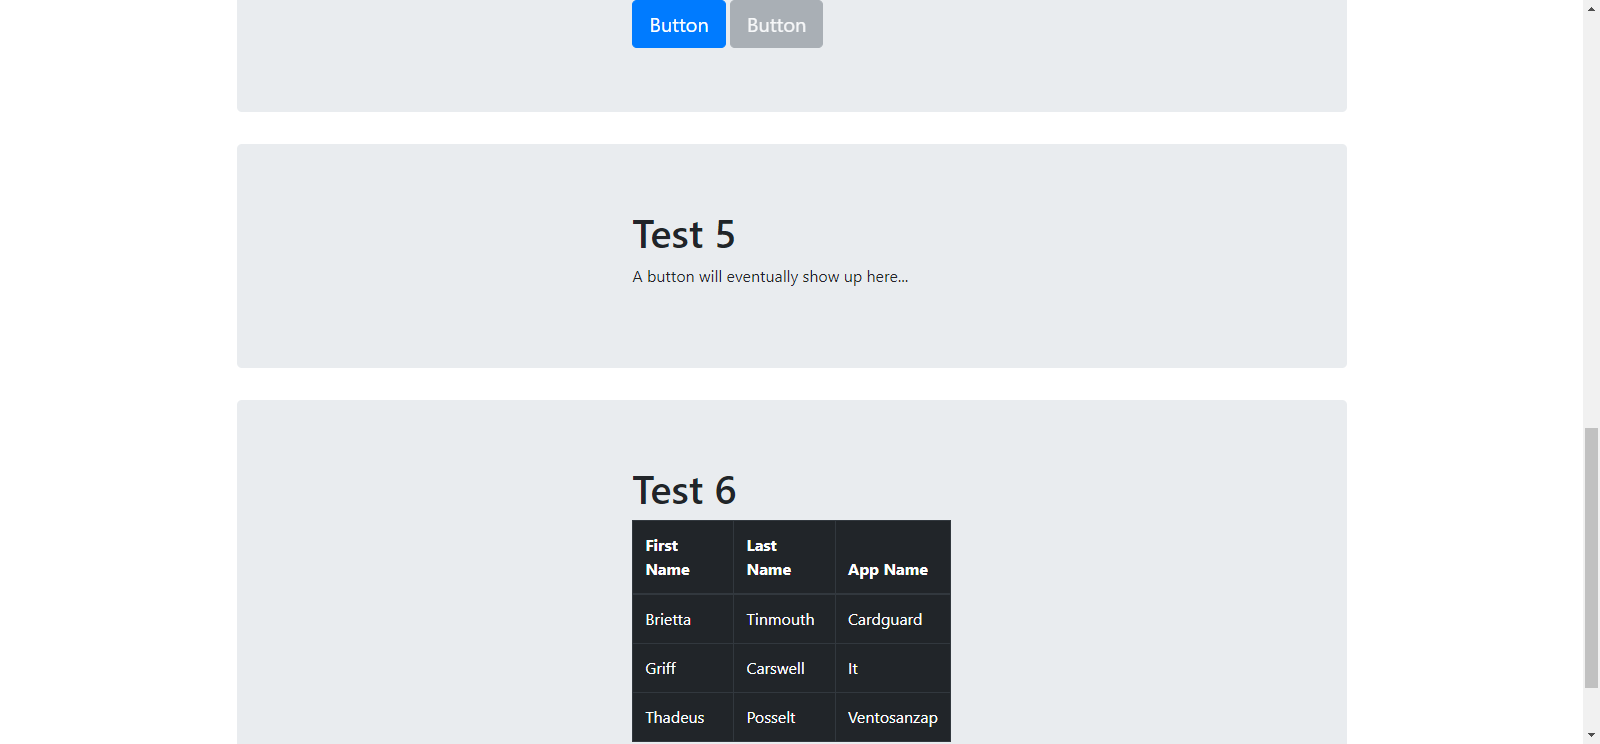 Button Button
Test 5
A button will eventually show up here...
Test 6
First Name Last Name App Name
Brietta Tinmouth Cardguard
Griff Carswell It
Thadeus Posselt Ventosanzap